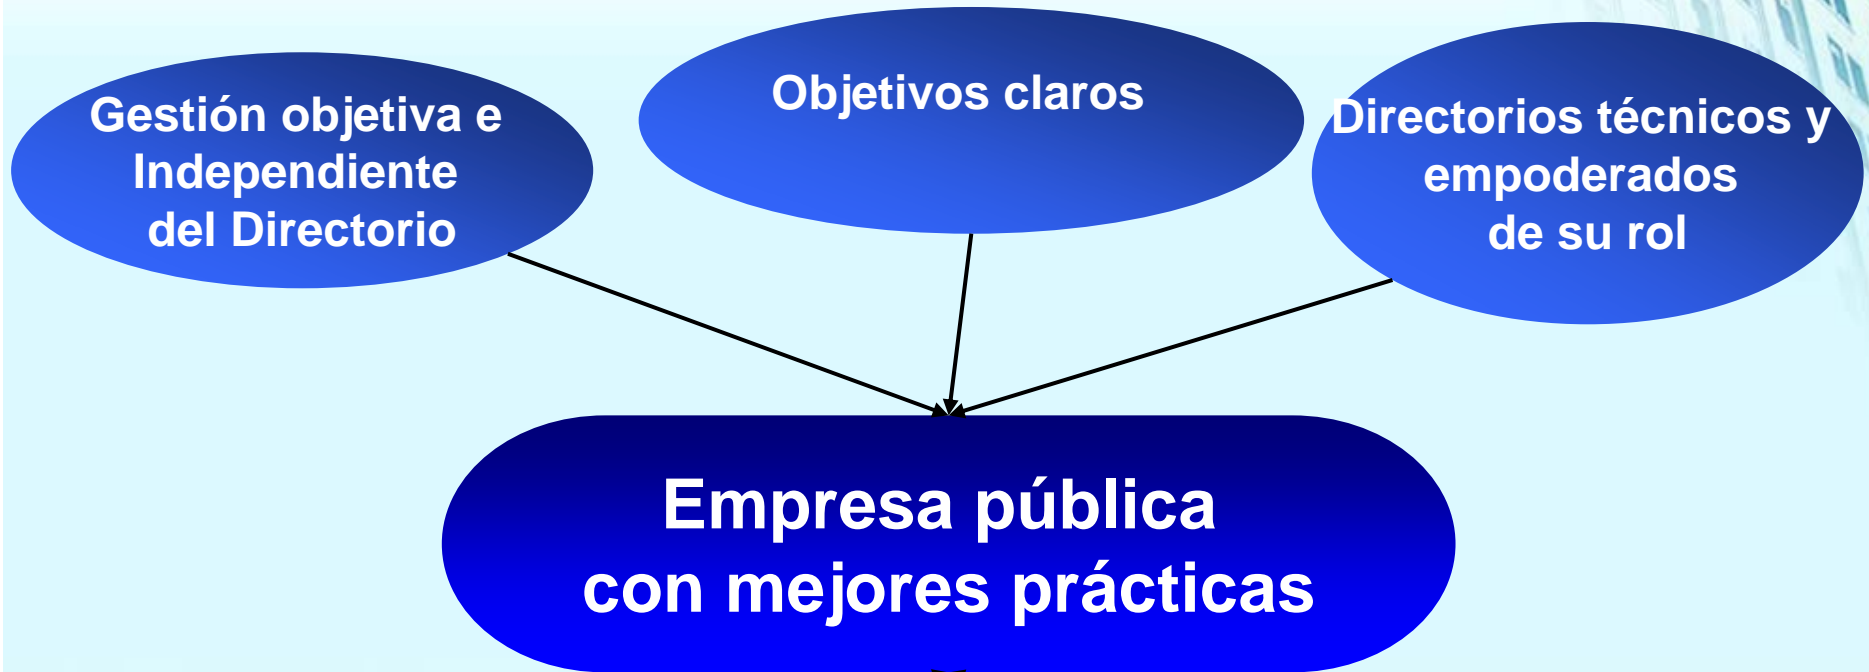 Gestión objetiva e
Independiente
del Directorio
Objetivos claros
Directorios técnicos y
empoderados
de su rol
Empresa pública
con mejores prácticas